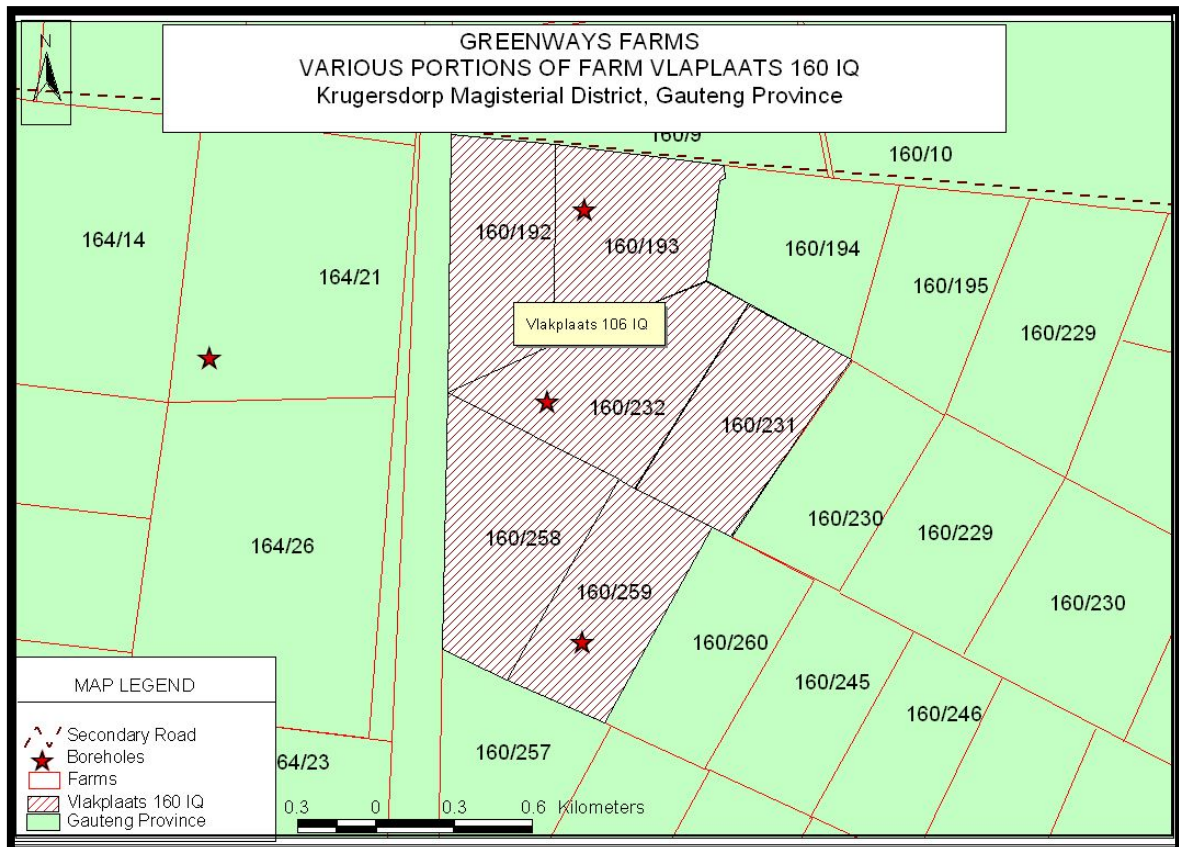 N
GREENWAYS FARMS
VARIOUS PORTIONS OF FARM VLAPLAATS 160 IQ
Krugersdorp Magisterial District, Gauteng Province
160/9
160/10
164/14
164/21
160/192
160/193
160/194
160/195
160/229
Vlakplaats 106 IQ
160/232
160/231
160/230
160/229
160/230
164/26
160/258
160/259
160/260
160/245
160/246
160/257
64/23
MAP LEGEND
Secondary Road
Boreholes
Farms
Vlakplaats 160 IQ
Gauteng Province
0.3 0 0.3 0.6 Kilometers